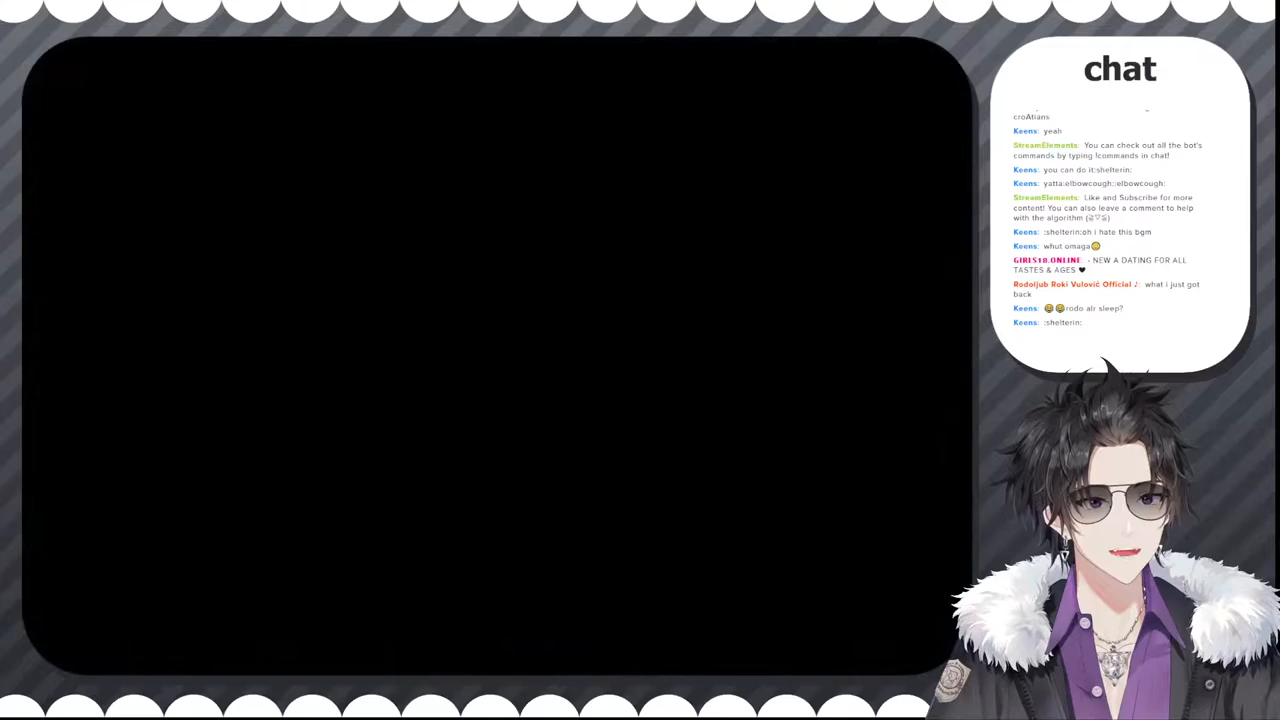 chat
croAtians
Keens: yeah
StreamElements: You can check out all the bot's
commands by typing !commands in chat!
Keens: you can do it:shelterin:
Keens: yatta:elbowcough::elbowcough:
StreamElements: Like and Subscribe for more
content! You can also leave a comment to help
with the algorithm (≧▽≦)
Keens: :shelterin:oh i hate this bgm
Keens: whut omaga
GIRLS18.ONLINE: - NEW A DATING FOR ALL
TASTES & AGES ♥
Rodoljub Roki Vulović Official ♪: what i just got
back
Keens: rodo alr sleep?
Keens: :shelterin: